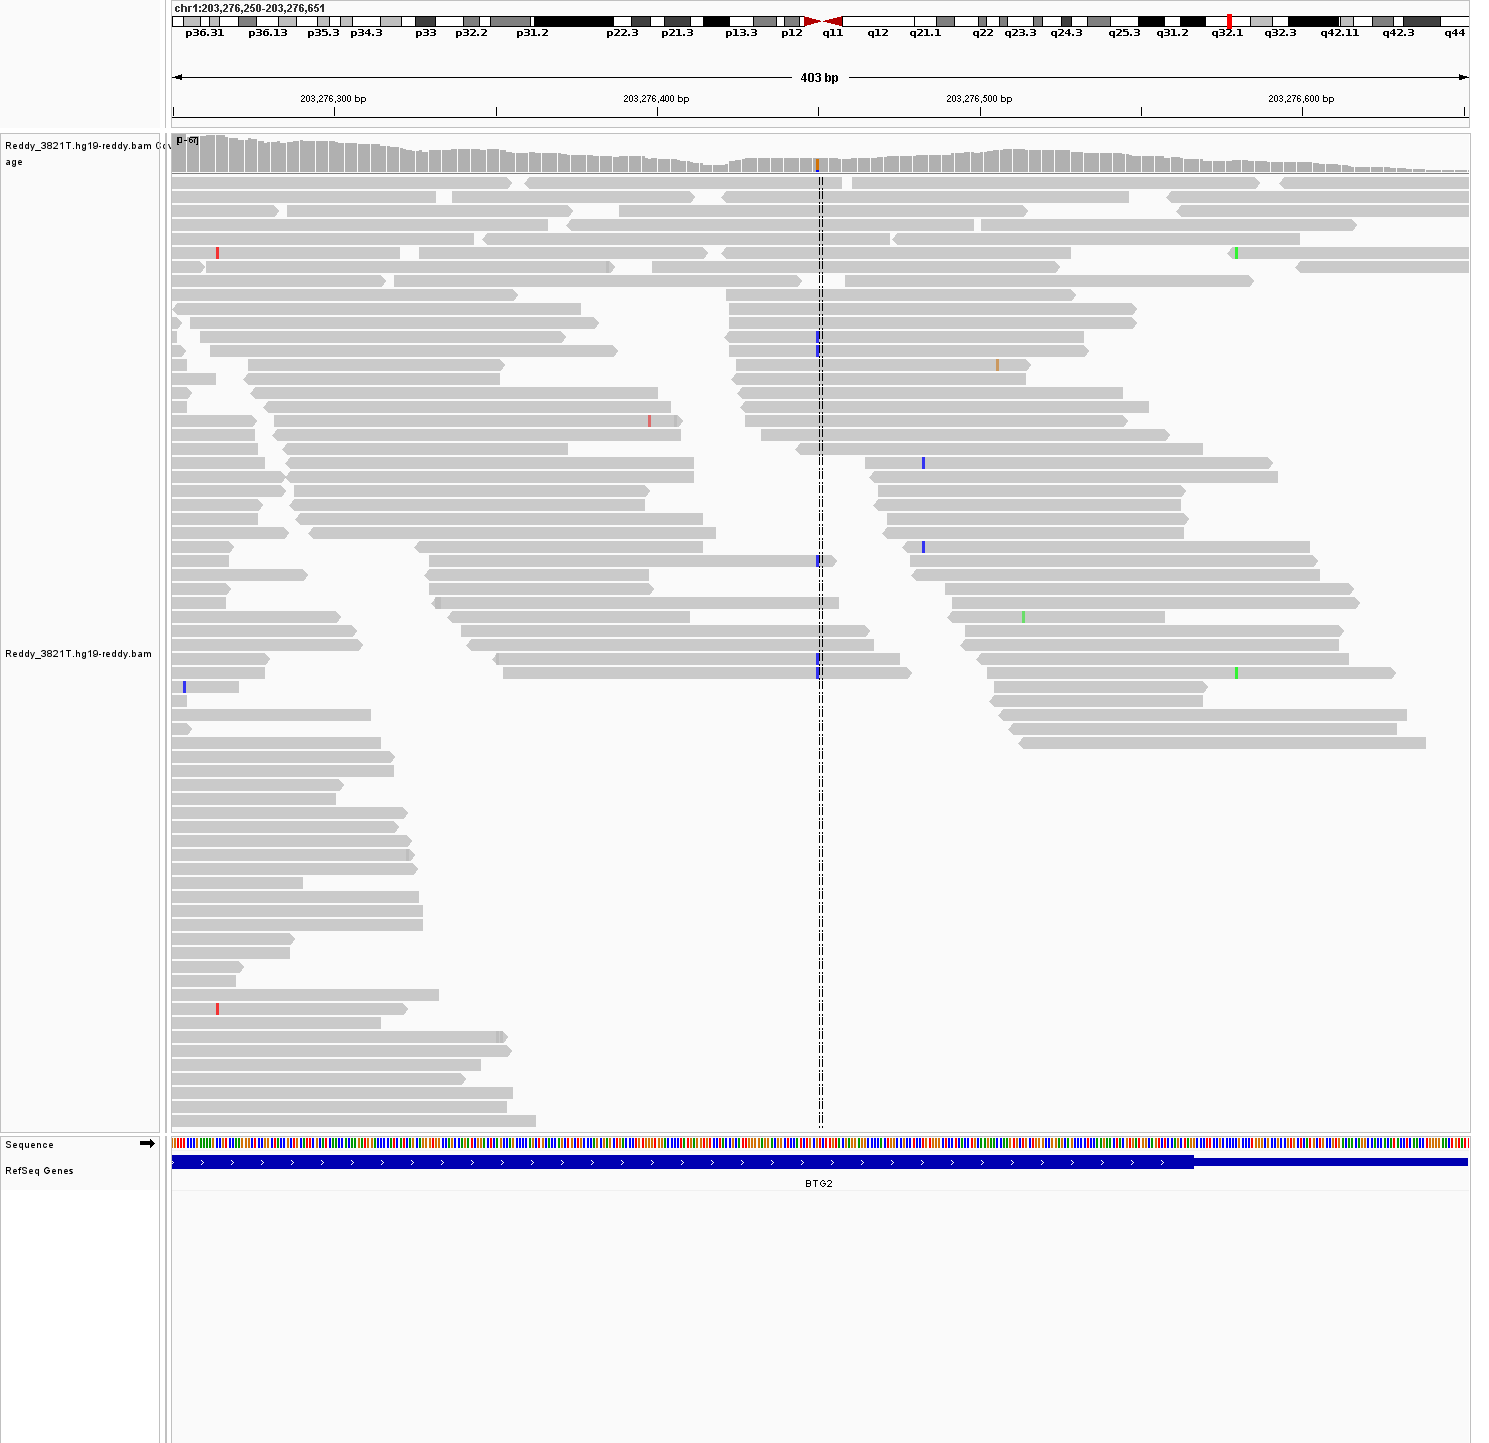 chr1:203,276,250-203,276,651
p36.31 p36.13 p35.3 p34.3 p33 p32.2 p31.2 p22.3 p21.3 p13.3 p12 q11 q12 q21.1 q22 q23.3 q24.3 q25.3 q31.2 q32.1 q32.3 q42.11 q42.3 q44
403 bp
203,276,300 bp 203,276,400 bp 203,276,500 bp 203,276,600 bp
Reddy_3821T.hg19-reddy.bam Cov
age
[0 - 67]
Reddy_3821T.hg19-reddy.bam
Sequence
RefSeq Genes
BTG2